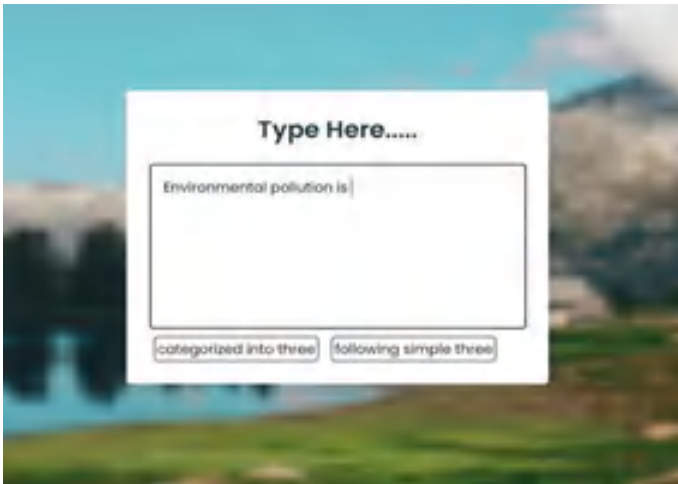 Type Here.....
Environmental pollution is
categorized into three following simple three